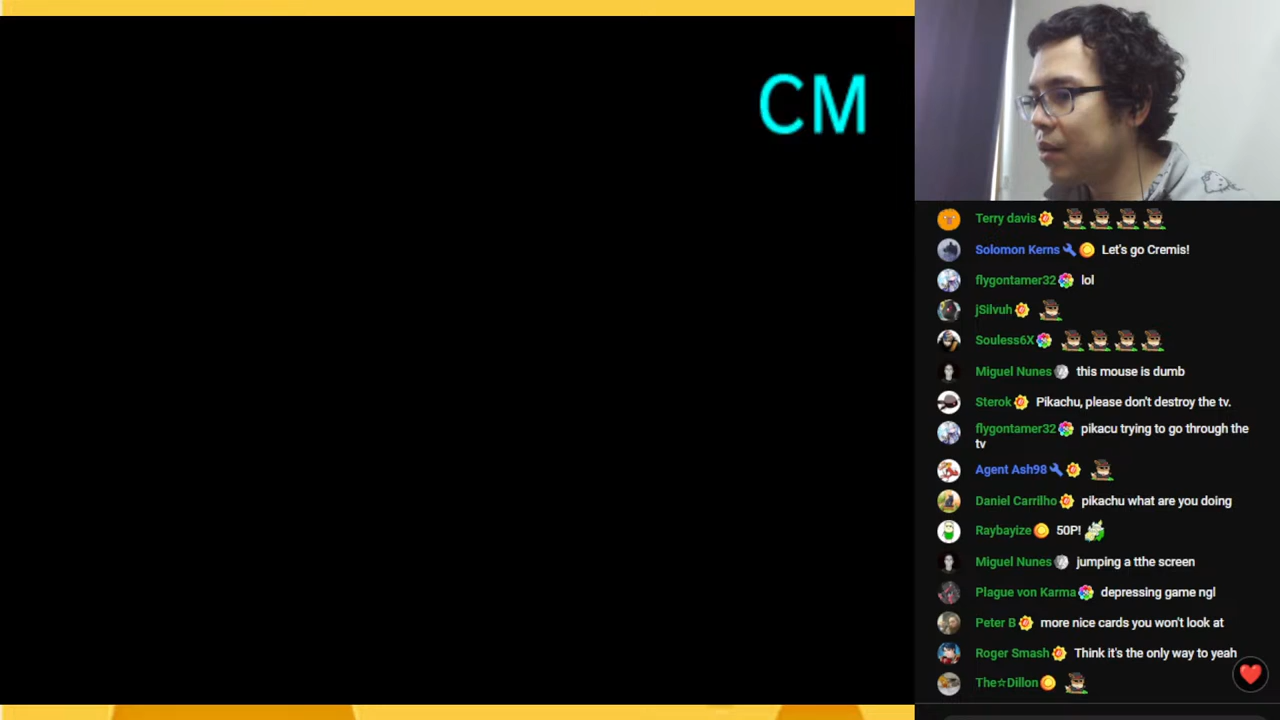 CM
Terry davis
Solomon Kerns Let's go Cremis!
flygontamer32 lol
jSilvuh
Souless6X
Miguel Nunes this mouse is dumb
Sterok Pikachu, please don't destroy the tv.
flygontamer32 pikacu trying to go through the
tv
Agent Ash98
Daniel Carrilho pikachu what are you doing
Raybayize 50P!
Miguel Nunes jumping a tthe screen
Plague von Karma depressing game ngl
Peter B more nice cards you won't look at
Roger Smash Think it's the only way to yeah
The☆Dillon